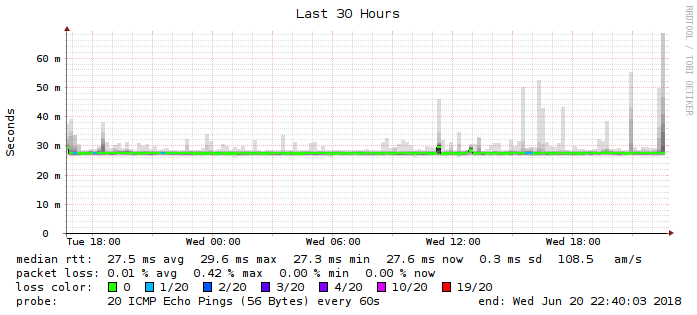 Last 30 Hours
RRDTOOL / TOBI OETIKER
Seconds
60 m
50 m
40 m
30 m
20 m
10 m
0
Tue 18:00 Wed 00:00 Wed 06:00 Wed 12:00 Wed 18:00
median rtt: 27.5 ms avg 29.6 ms max 27.3 ms min 27.6 ms now 0.3 ms sd 108.5 am/s
packet loss: 0.01 % avg 0.42 % max 0.00 % min 0.00 % now
loss color: 0 1/20 2/20 3/20 4/20 10/20 19/20
probe: 20 ICMP Echo Pings (56 Bytes) every 60s end: Wed Jun 20 22:40:03 2018